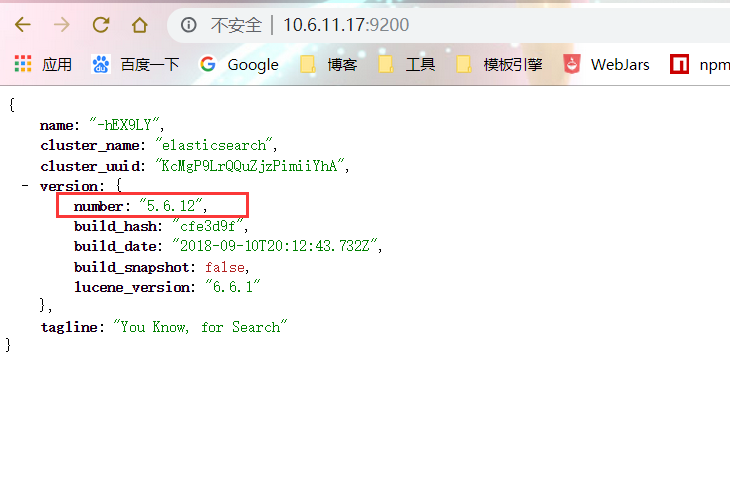 不安全 | 10.6.11.17:9200
应用 百度一下 Google 博客 工具 模板引擎 WebJars npm
{
name: "-hEX9LY",
cluster_name: "elasticsearch",
cluster_uuid: "KcMgP9LrQQuZjzPimiiYhA",
- version: {
number: "5.6.12",
build_hash: "cfe3d9f",
build_date: "2018-09-10T20:12:43.732Z",
build_snapshot: false,
lucene_version: "6.6.1"
},
tagline: "You Know, for Search"
}